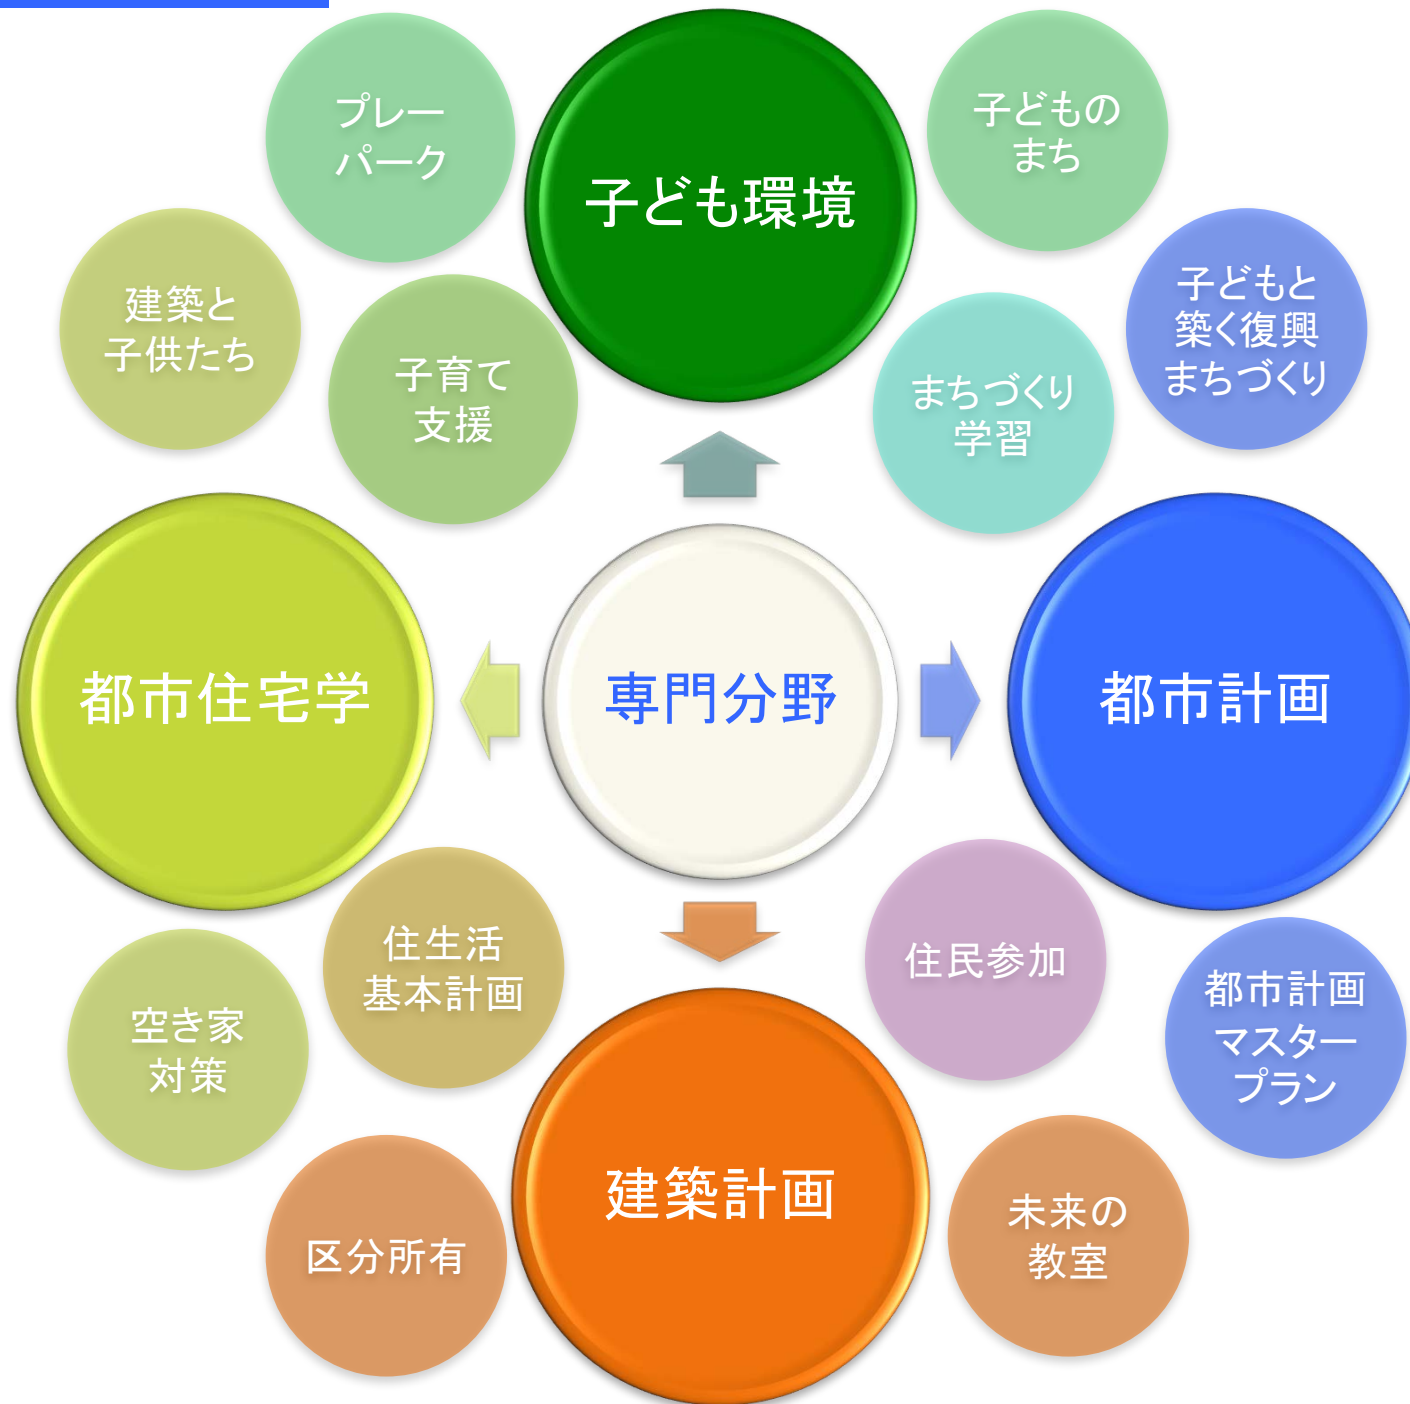 プレー
パーク
子ども環境
子どもの
まち
建築と
子供たち
子育て
支援
まちづくり
学習
子どもと
築く復興
まちづくり
都市住宅学
専門分野
都市計画
住生活
基本計画
住民参加
空き家
対策
都市計画
マスター
プラン
区分所有
建築計画
未来の
教室